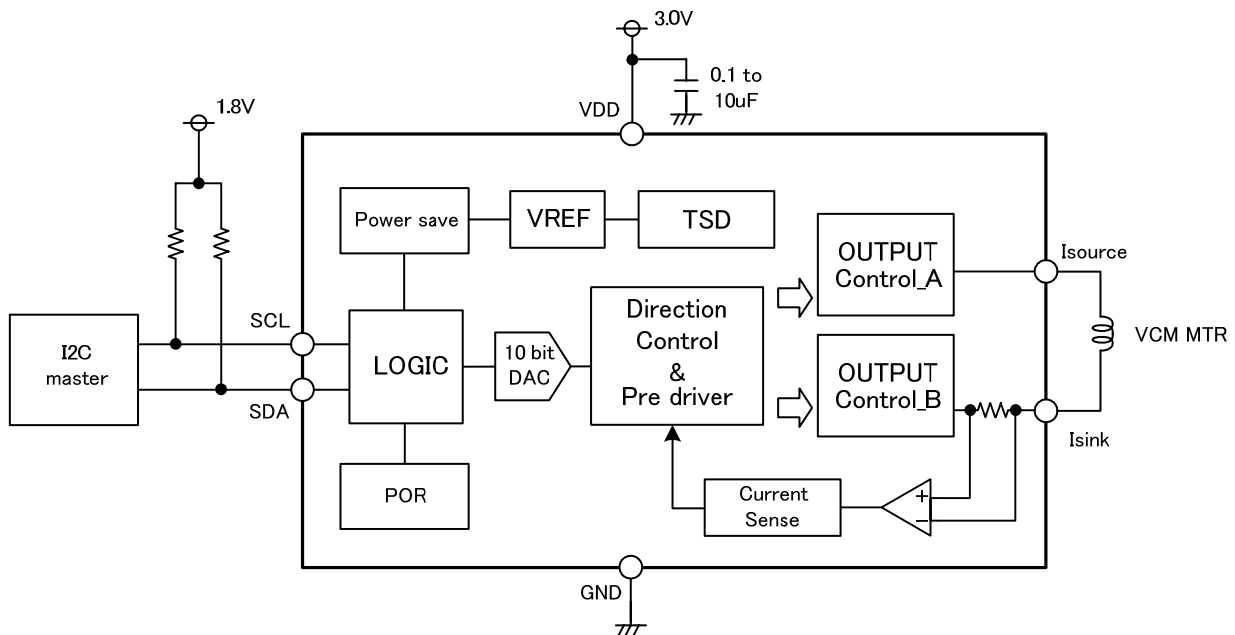 3.0V
0.1 to
10uF
VDD
1.8V
Power save
VREF
TSD
OUTPUT
Control_A
Isource
SCL
I2C
master
LOGIC
10 bit
DAC
Direction
Control
&
Pre driver
VCM MTR
OUTPUT
Control_B
SDA
Isink
POR
Current
Sense
+
−
GND